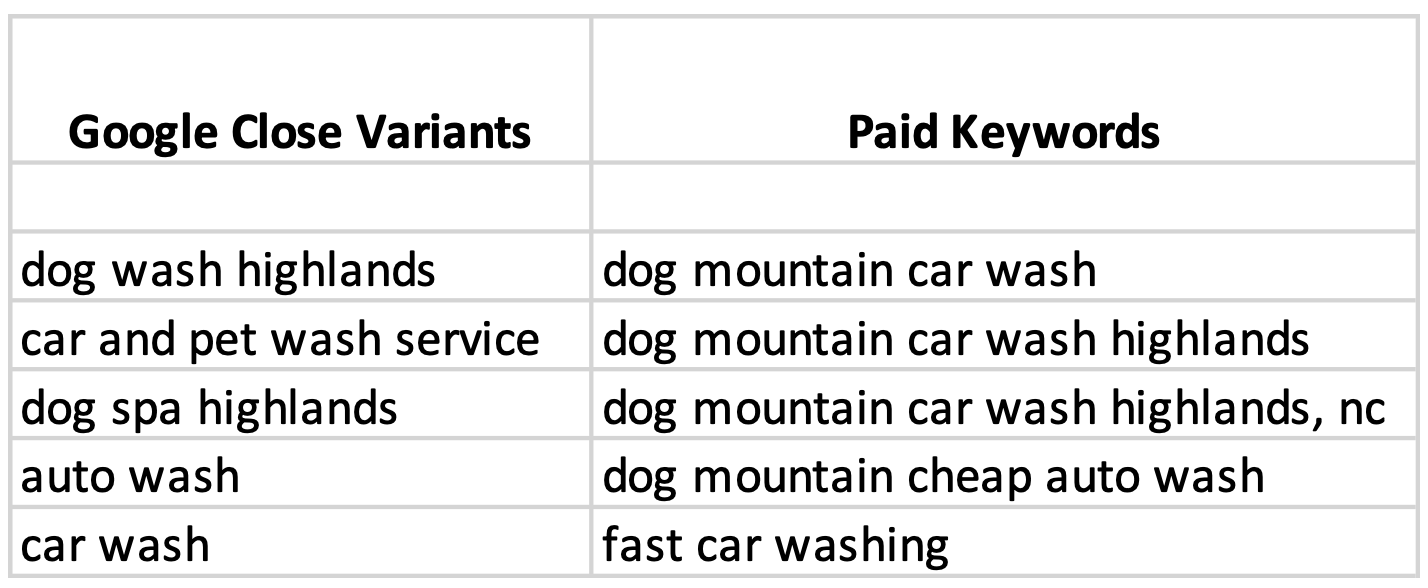 Google Close Variants Paid Keywords
dog wash highlands dog mountain car wash
car and pet wash service dog mountain car wash highlands
dog spa highlands dog mountain car wash highlands, nc
auto wash dog mountain cheap auto wash
car wash fast car washing